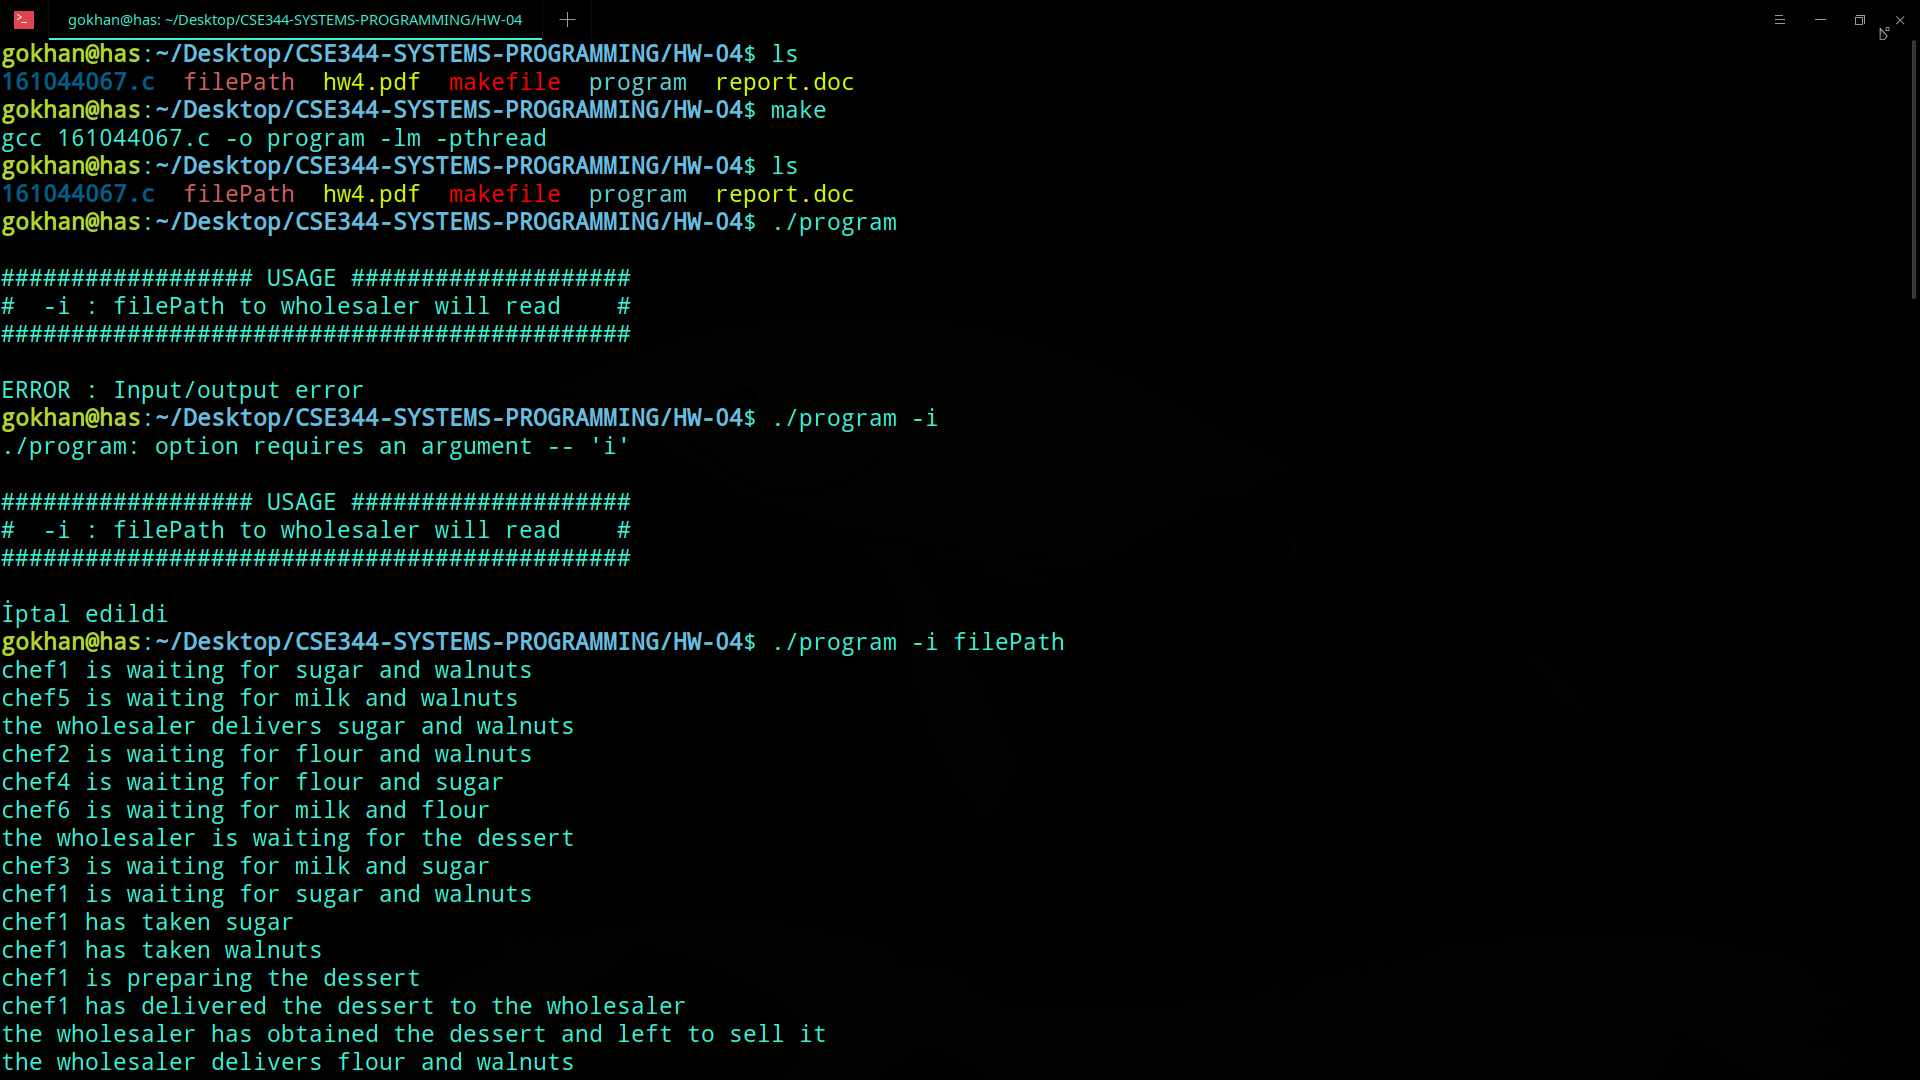 gokhan@has: ~/Desktop/CSE344-SYSTEMS-PROGRAMMING/HW-04
gokhan@has:~/Desktop/CSE344-SYSTEMS-PROGRAMMING/HW-04$ ls
161044067.c  filePath  hw4.pdf  makefile  program  report.doc
gokhan@has:~/Desktop/CSE344-SYSTEMS-PROGRAMMING/HW-04$ make
gcc 161044067.c -o program -lm -pthread
gokhan@has:~/Desktop/CSE344-SYSTEMS-PROGRAMMING/HW-04$ ls
161044067.c  filePath  hw4.pdf  makefile  program  report.doc
gokhan@has:~/Desktop/CSE344-SYSTEMS-PROGRAMMING/HW-04$ ./program
################## USAGE ####################
#  -i : filePath to wholesaler will read    #
#############################################
ERROR : Input/output error
gokhan@has:~/Desktop/CSE344-SYSTEMS-PROGRAMMING/HW-04$ ./program -i
./program: option requires an argument -- 'i'
################## USAGE ####################
#  -i : filePath to wholesaler will read    #
#############################################
İptal edildi
gokhan@has:~/Desktop/CSE344-SYSTEMS-PROGRAMMING/HW-04$ ./program -i filePath
chef1 is waiting for sugar and walnuts
chef5 is waiting for milk and walnuts
the wholesaler delivers sugar and walnuts
chef2 is waiting for flour and walnuts
chef4 is waiting for flour and sugar
chef6 is waiting for milk and flour
the wholesaler is waiting for the dessert
chef3 is waiting for milk and sugar
chef1 is waiting for sugar and walnuts
chef1 has taken sugar
chef1 has taken walnuts
chef1 is preparing the dessert
chef1 has delivered the dessert to the wholesaler
the wholesaler has obtained the dessert and left to sell it
the wholesaler delivers flour and walnuts